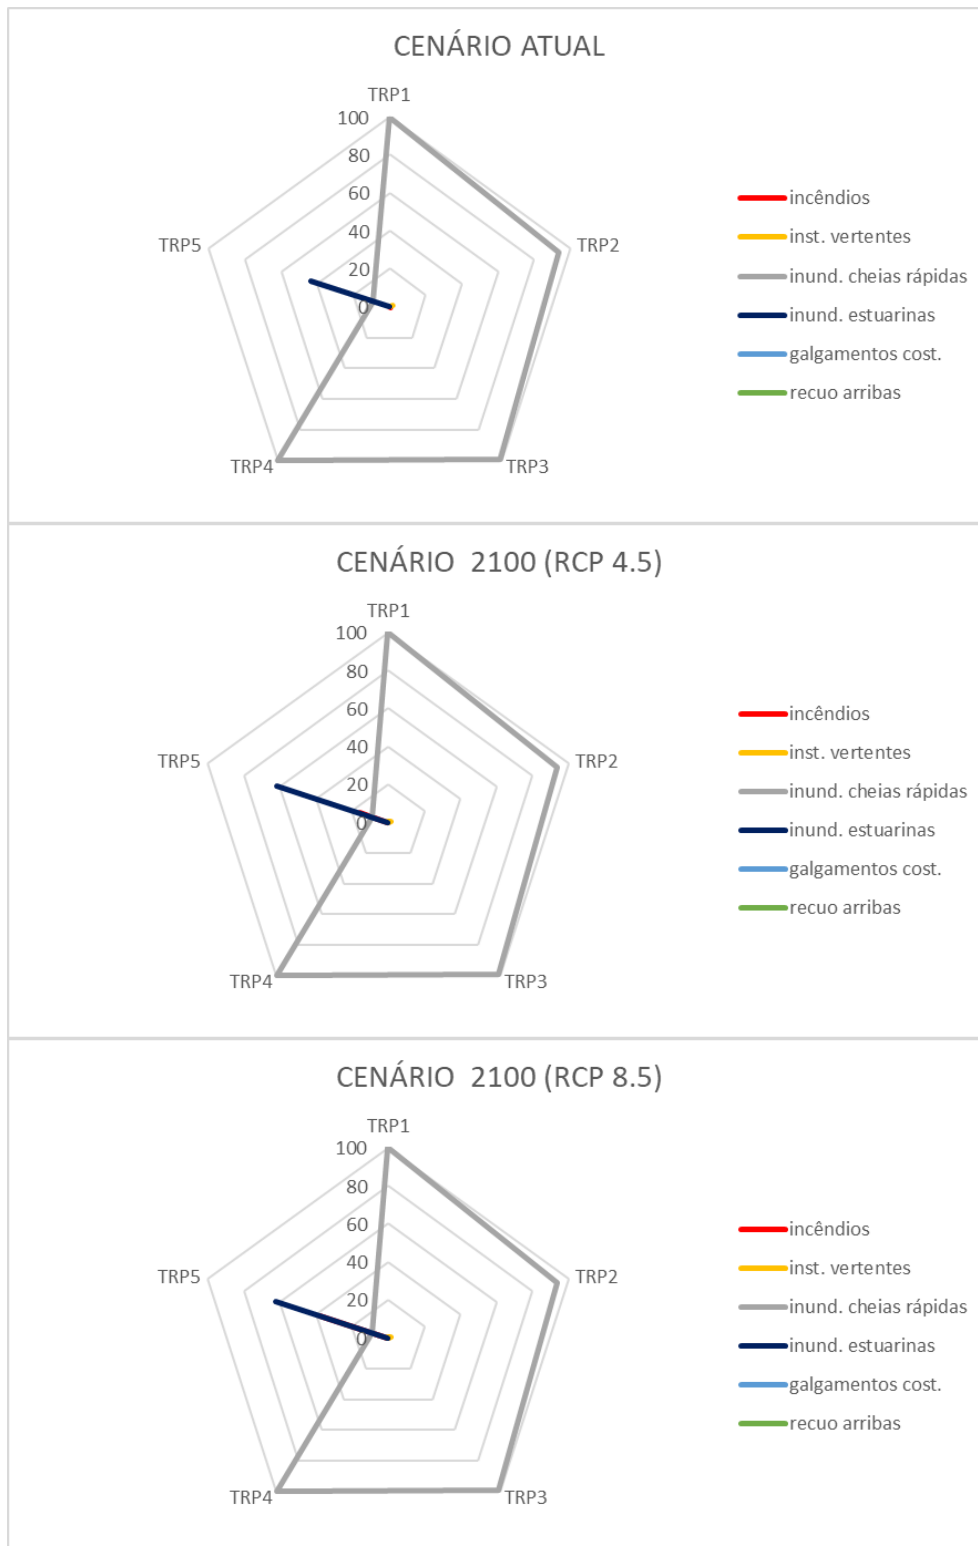 CENÁRIO ATUAL
TRP1
100
80
60
40
20
0
TRP2
TRP3
TRP4
TRP5
incêndios
inst. vertentes
inund. cheias rápidas
inund. estuarinas
galgamentos cost.
recuo arribas
CENÁRIO 2100 (RCP 4.5)
TRP1
100
80
60
40
20
0
TRP2
TRP3
TRP4
TRP5
incêndios
inst. vertentes
inund. cheias rápidas
inund. estuarinas
galgamentos cost.
recuo arribas
CENÁRIO 2100 (RCP 8.5)
TRP1
100
80
60
40
20
0
TRP2
TRP3
TRP4
TRP5
incêndios
inst. vertentes
inund. cheias rápidas
inund. estuarinas
galgamentos cost.
recuo arribas